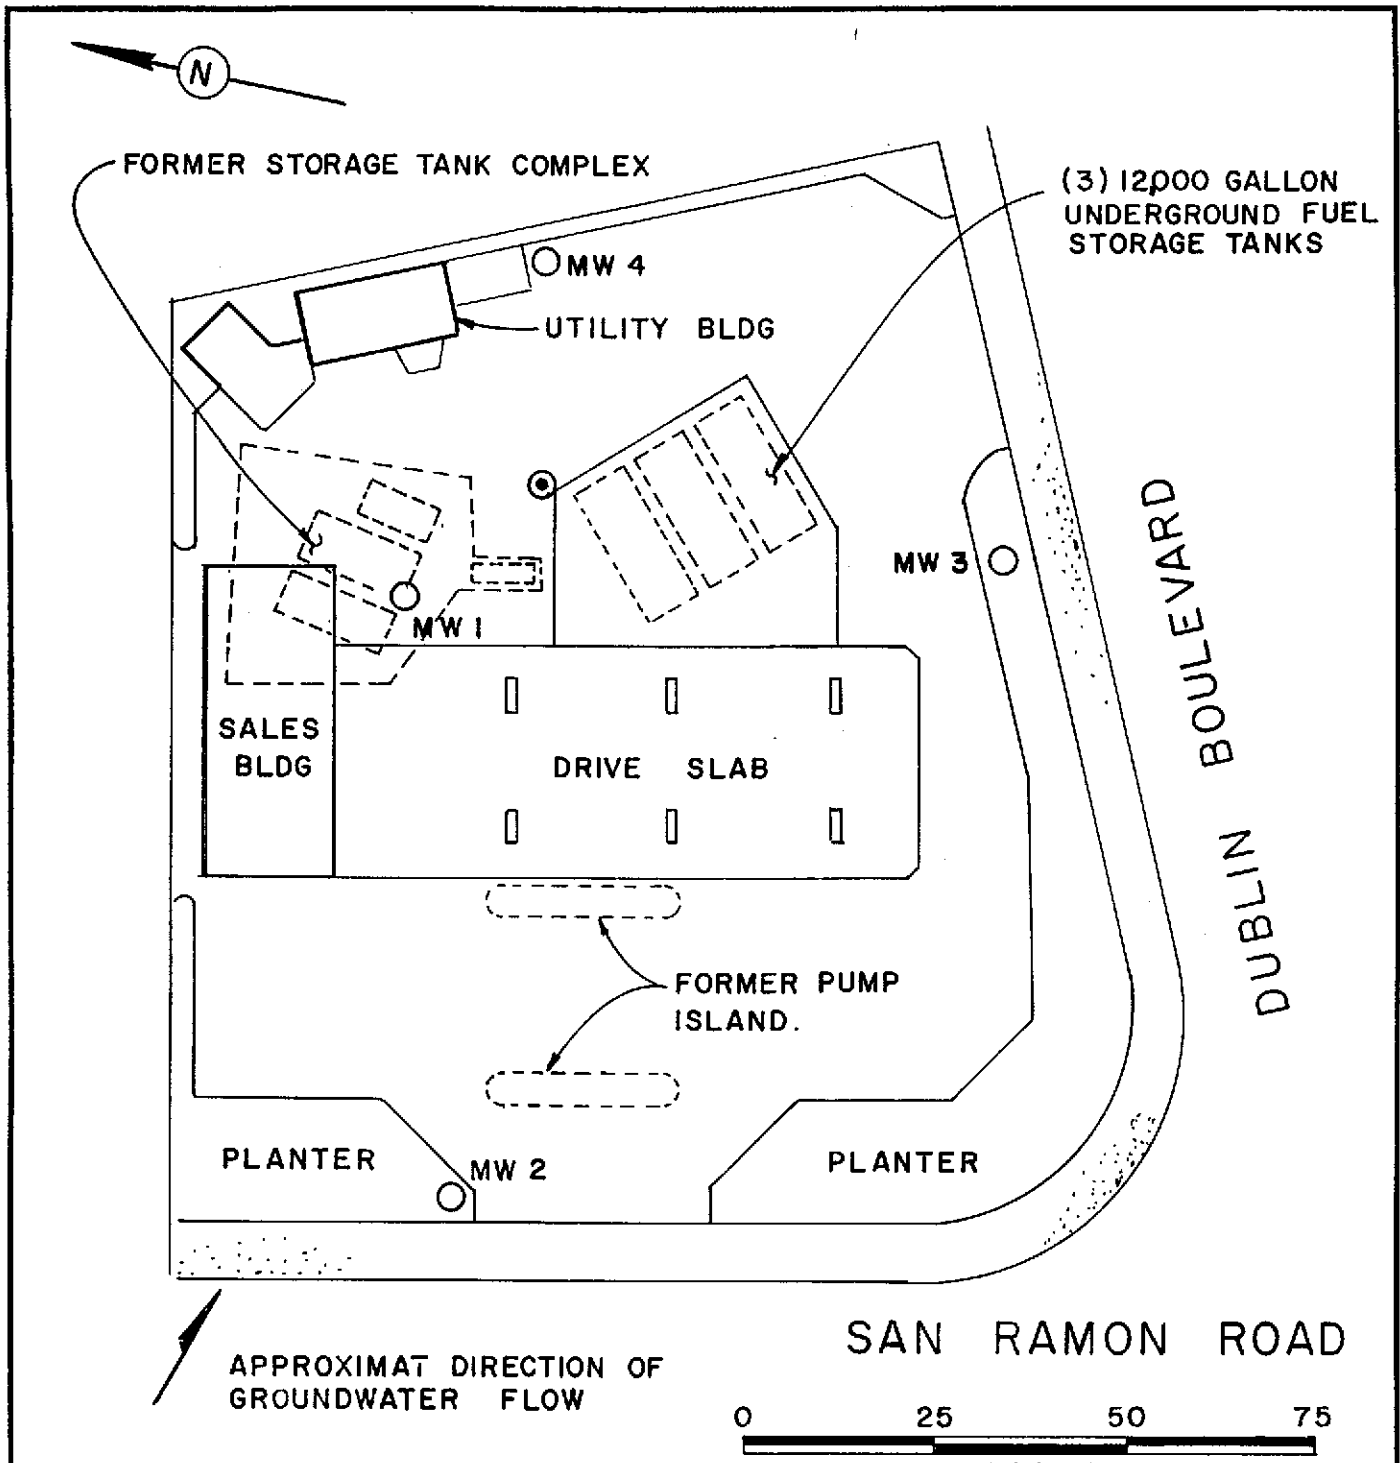 N
FORMER STORAGE TANK COMPLEX
(3) 12,000 GALLON
UNDERGROUND FUEL
STORAGE TANKS
MW 4
UTILITY BLDG
MW 3
MW 1
DUBLIN BOULEVARD
SALES
BLDG
DRIVE SLAB
FORMER PUMP
ISLAND.
PLANTER
MW 2
PLANTER
SAN RAMON ROAD
APPROXIMAT DIRECTION OF
GROUNDWATER FLOW
0 25 50 75